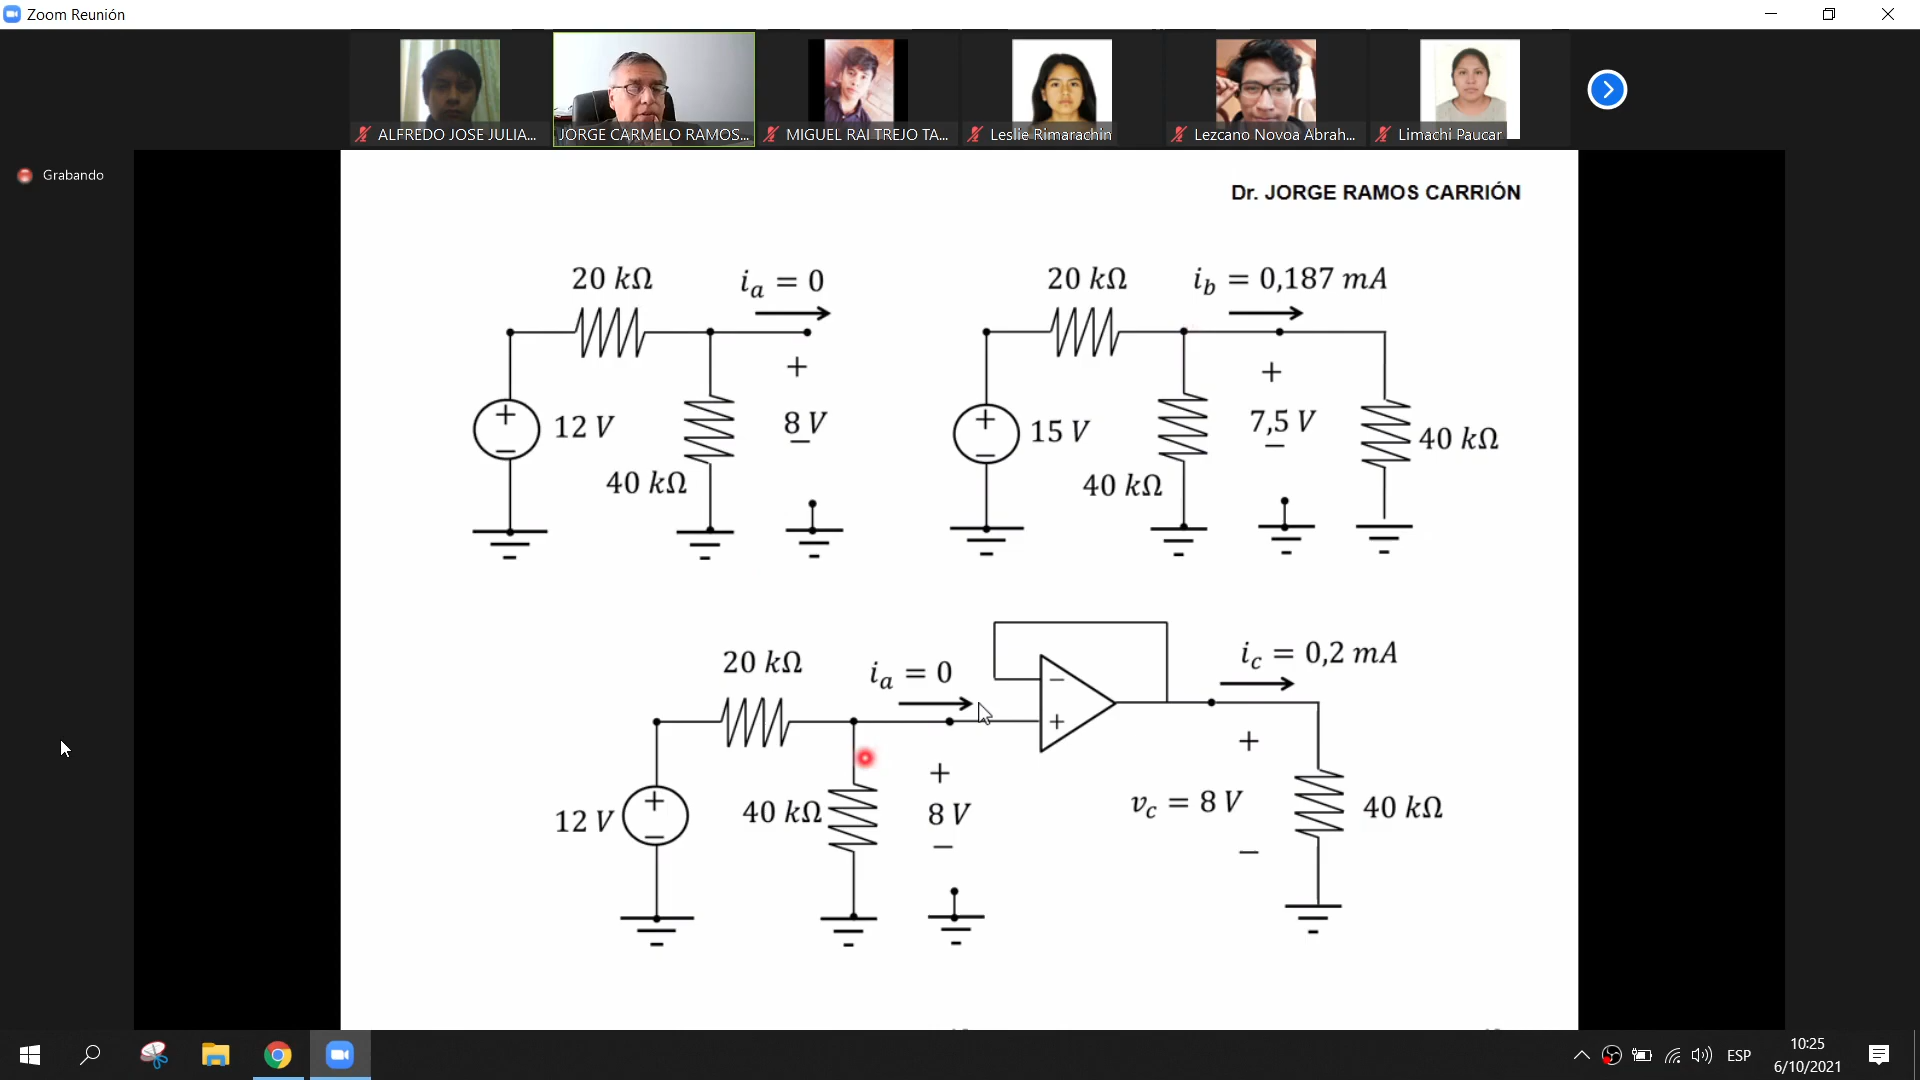 Zoom Reunión
ALFREDO JOSE JULIA...
JORGE CARMELO RAMOS...
MIGUEL RAI TREJO TA...
Leslie Rimarachin
Lezcano Novoa Abrah...
Limachi Paucar
Grabando
Dr. JORGE RAMOS CARRIÓN
20 kΩ
i_a = 0
+
12 V
+
−
40 kΩ
8 V
−
20 kΩ
i_b = 0,187 mA
+
15 V
+
−
40 kΩ
7,5 V
−
40 kΩ
20 kΩ
i_a = 0
−
+
i_c = 0,2 mA
12 V
+
−
40 kΩ
+
8 V
−
+
v_c = 8 V
−
40 kΩ
ESP
10:25
6/10/2021